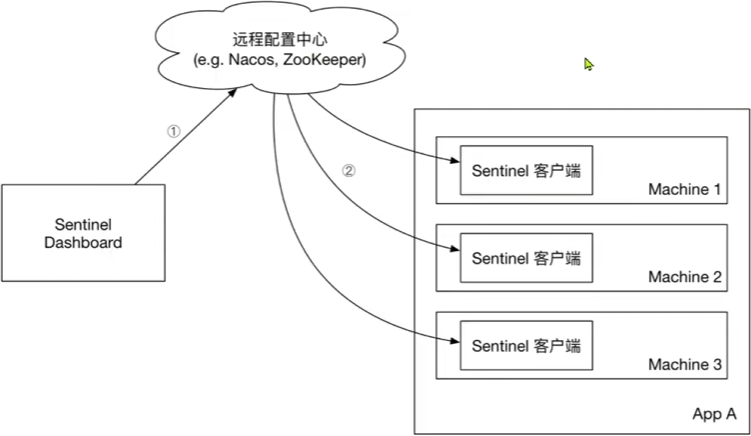 远程配置中心
(e.g. Nacos, ZooKeeper)
①
②
Sentinel
Dashboard
Sentinel 客户端
Machine 1
Sentinel 客户端
Machine 2
Sentinel 客户端
Machine 3
App A